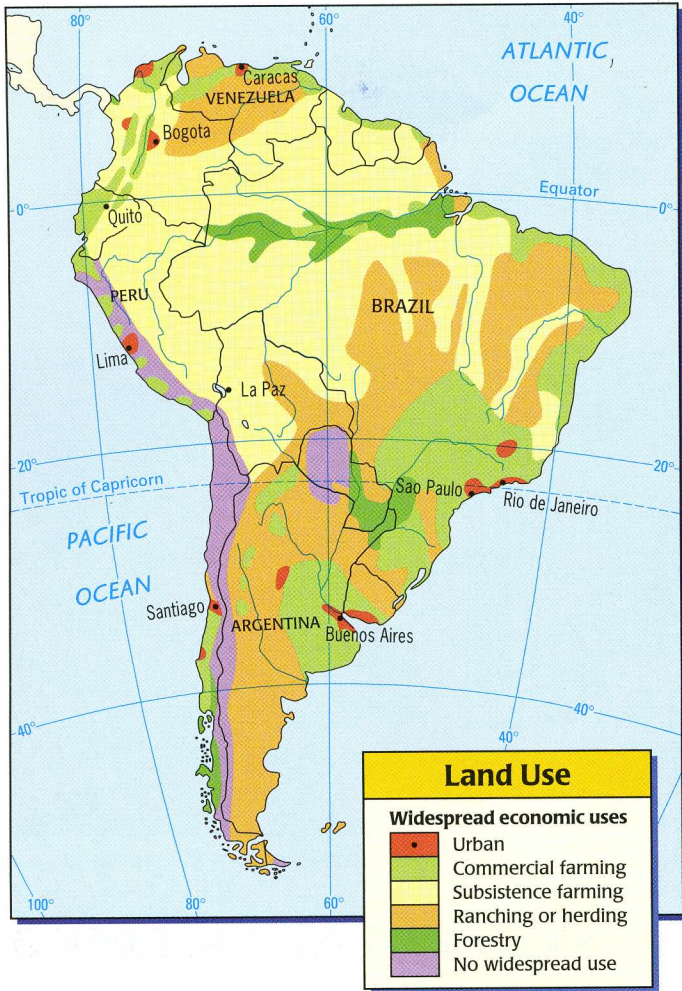 80°
60°
40°
ATLANTIC
OCEAN
Caracas
VENEZUELA
Bogota
Equator
0°
0°
Quito
PERU
BRAZIL
Lima
La Paz
20°
20°
Tropic of Capricorn
Sao Paulo
Rio de Janeiro
PACIFIC
OCEAN
Santiago
ARGENTINA
Buenos Aires
40°
40°
40°
100°
80°
60°
Land Use
Widespread economic uses
Urban
Commercial farming
Subsistence farming
Ranching or herding
Forestry
No widespread use